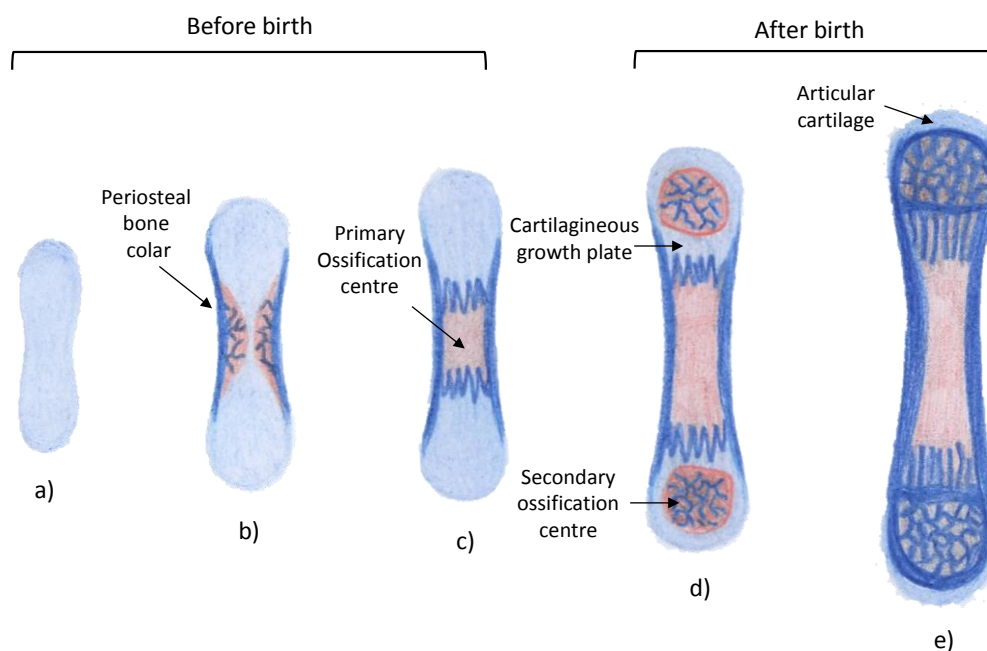 Before birth
After birth
Articular
cartilage
Periosteal
bone
colar
Primary
Ossification
centre
Cartilagineous
growth plate
Secondary
ossification
centre
a)
b)
c)
d)
e)